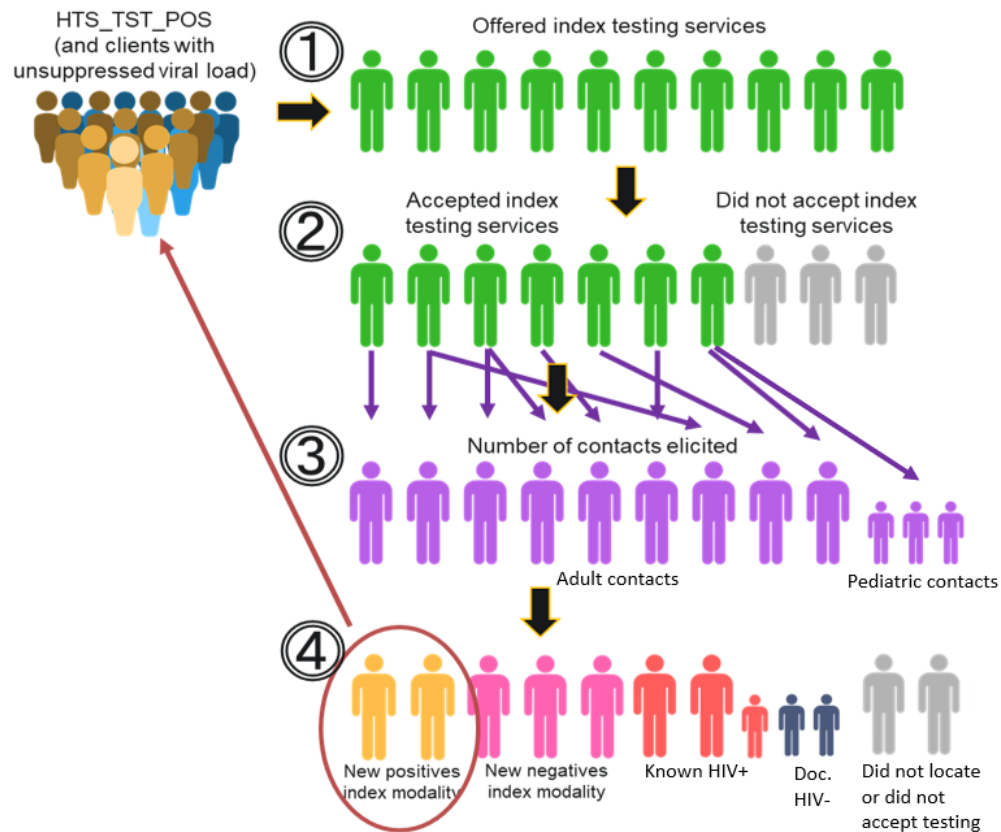 HTS_TST_POS
(and clients with
unsuppressed viral load)
1
Offered index testing services
2
Accepted index
testing services
Did not accept index
testing services
3
Number of contacts elicited
Adult contacts
Pediatric contacts
4
New positives
index modality
New negatives
index modality
Known HIV+
Doc.
HIV-
Did not locate
or did not
accept testing